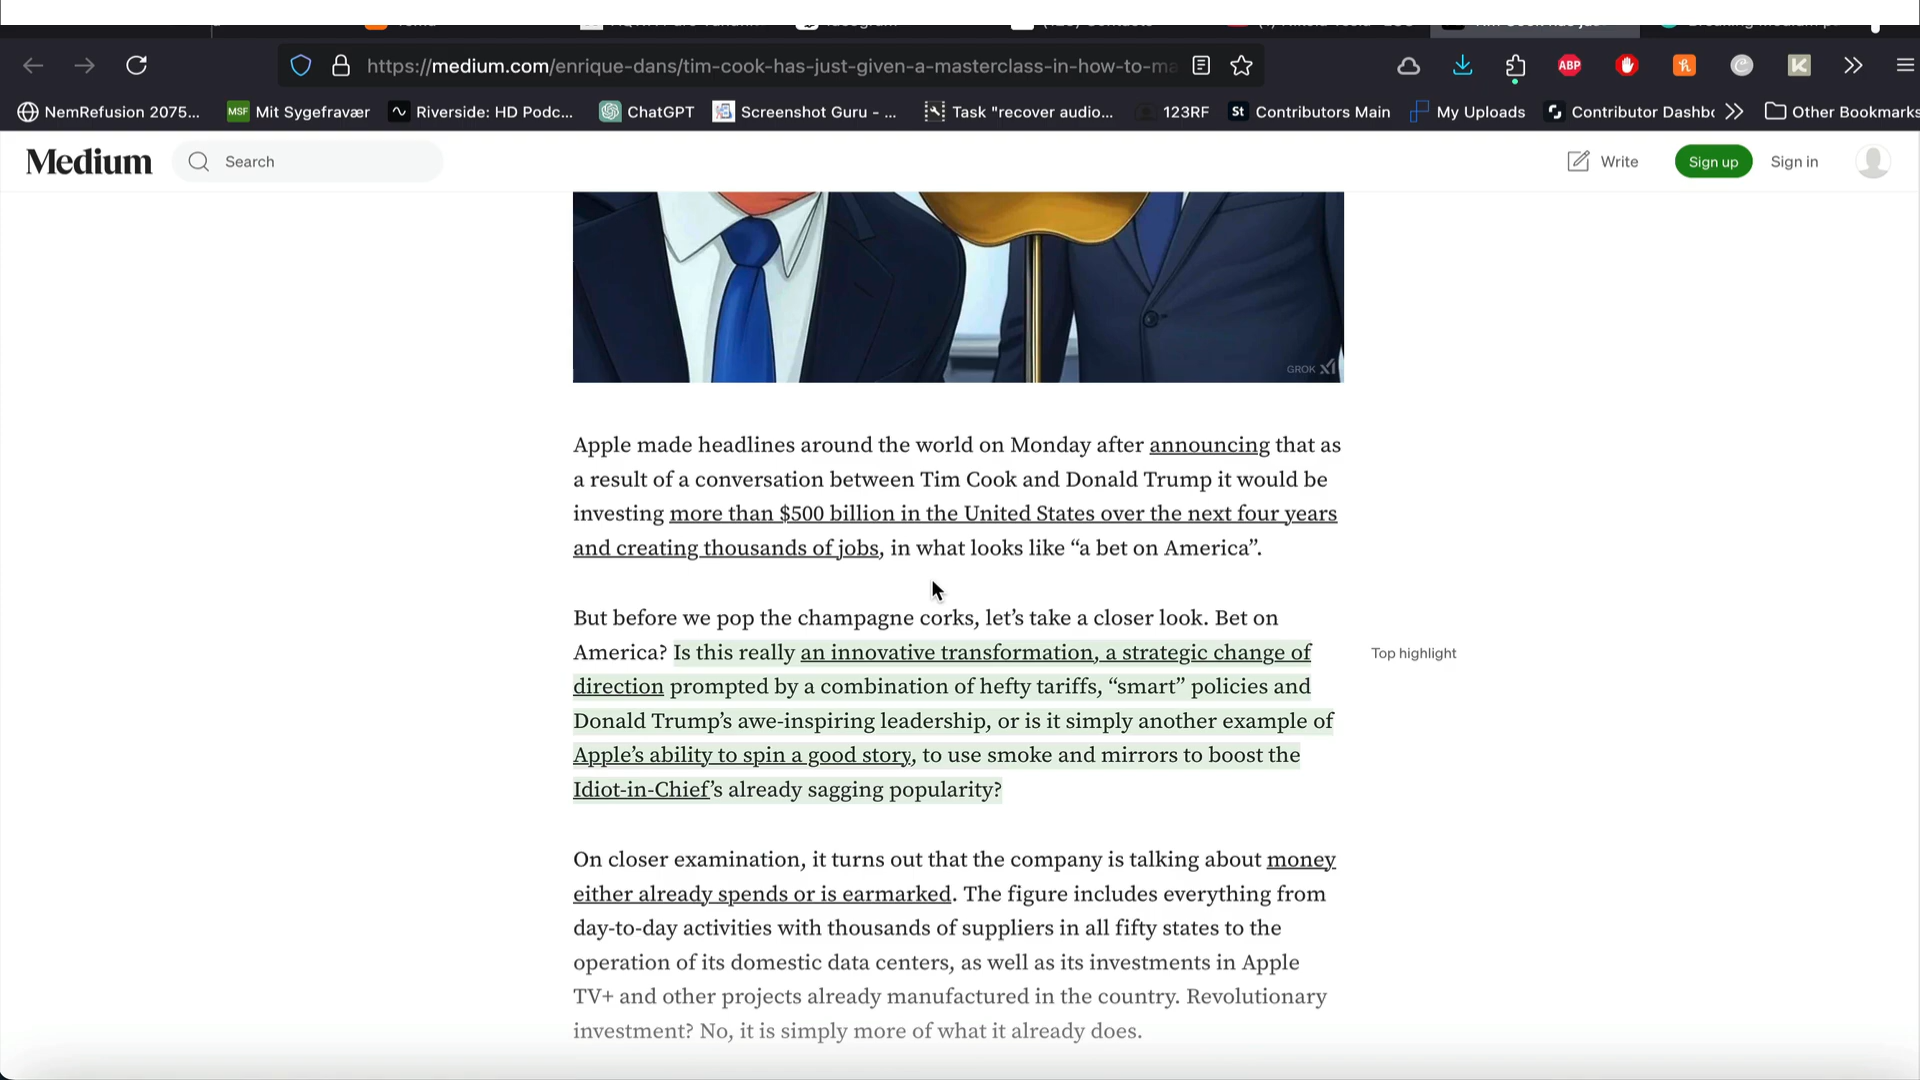 https://medium.com/enrique-dans/tim-cook-has-just-given-a-masterclass-in-how-to-ma
ABP
NemRefusion 2075...
MSF Mit Sygefravær
Riverside: HD Podc...
ChatGPT
Screenshot Guru - ...
Task "recover audio...
123RF
St Contributors Main
My Uploads
Contributor Dashbo
Other Bookmarks
Medium
Search
Write
Sign up
Sign in
GROK
Apple made headlines around the world on Monday after announcing that as
a result of a conversation between Tim Cook and Donald Trump it would be
investing more than $500 billion in the United States over the next four years
and creating thousands of jobs, in what looks like “a bet on America”.
But before we pop the champagne corks, let’s take a closer look. Bet on
America? Is this really an innovative transformation, a strategic change of
direction prompted by a combination of hefty tariffs, “smart” policies and
Donald Trump’s awe-inspiring leadership, or is it simply another example of
Apple’s ability to spin a good story, to use smoke and mirrors to boost the
Idiot-in-Chief’s already sagging popularity?
Top highlight
On closer examination, it turns out that the company is talking about money
either already spends or is earmarked. The figure includes everything from
day-to-day activities with thousands of suppliers in all fifty states to the
operation of its domestic data centers, as well as its investments in Apple
TV+ and other projects already manufactured in the country. Revolutionary
investment? No, it is simply more of what it already does.